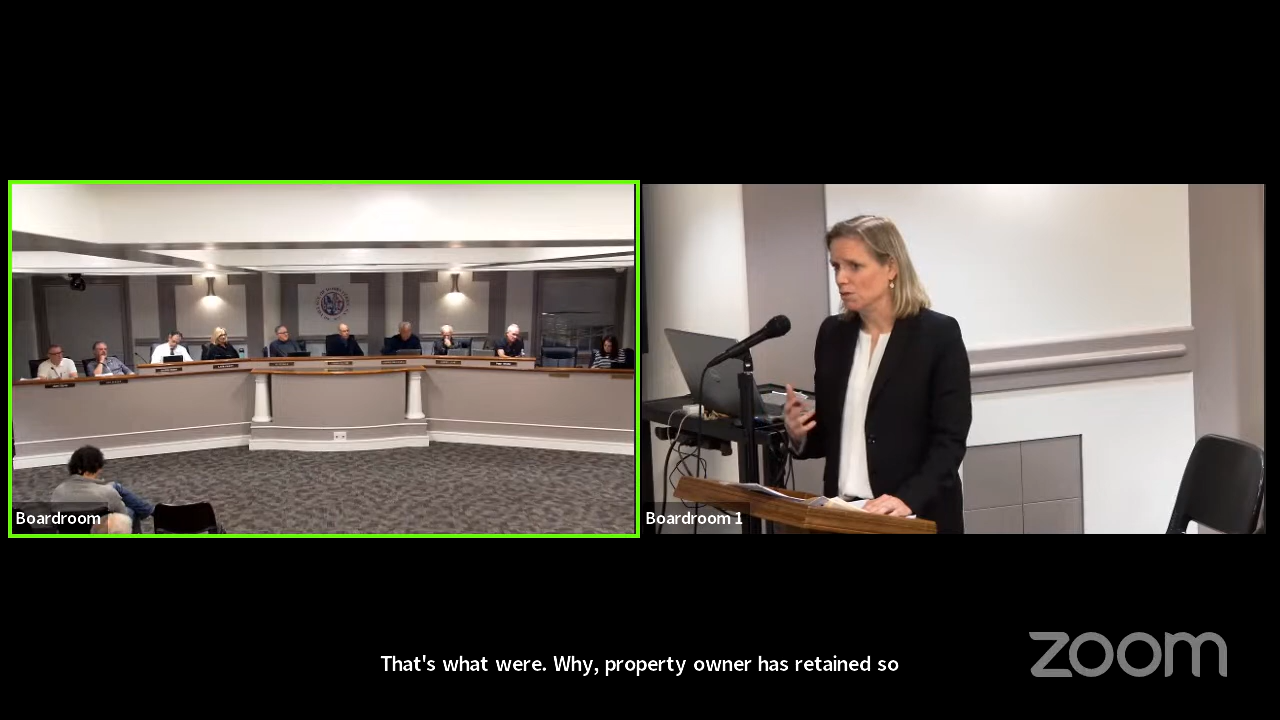 Boardroom
Boardroom 1
That's what were. Why, property owner has retained so
zoom